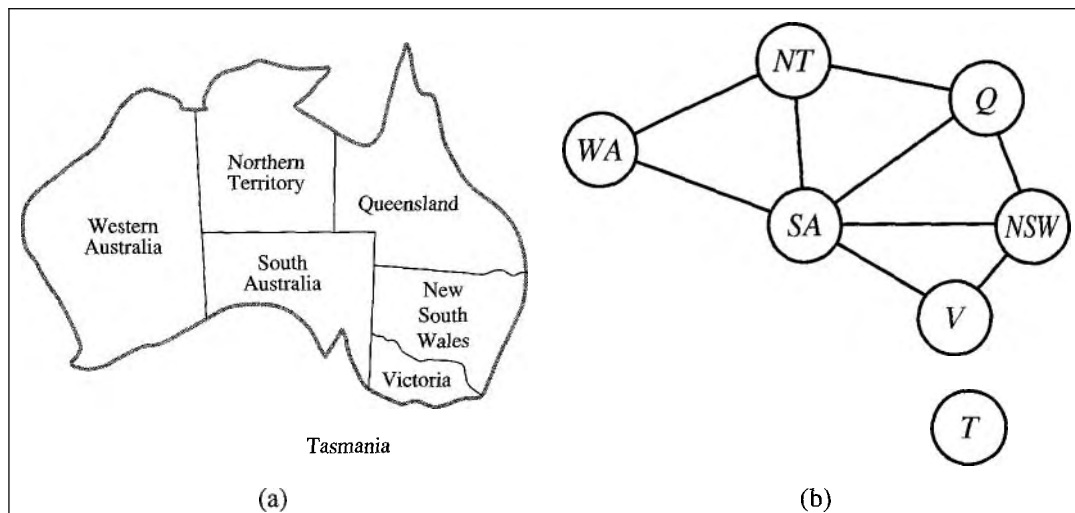 Northern
Territory
Western
Australia
Queensland
South
Australia
New
South
Wales
Victoria
Tasmania
(a)
NT
Q
WA
SA
NSW
V
T
(b)